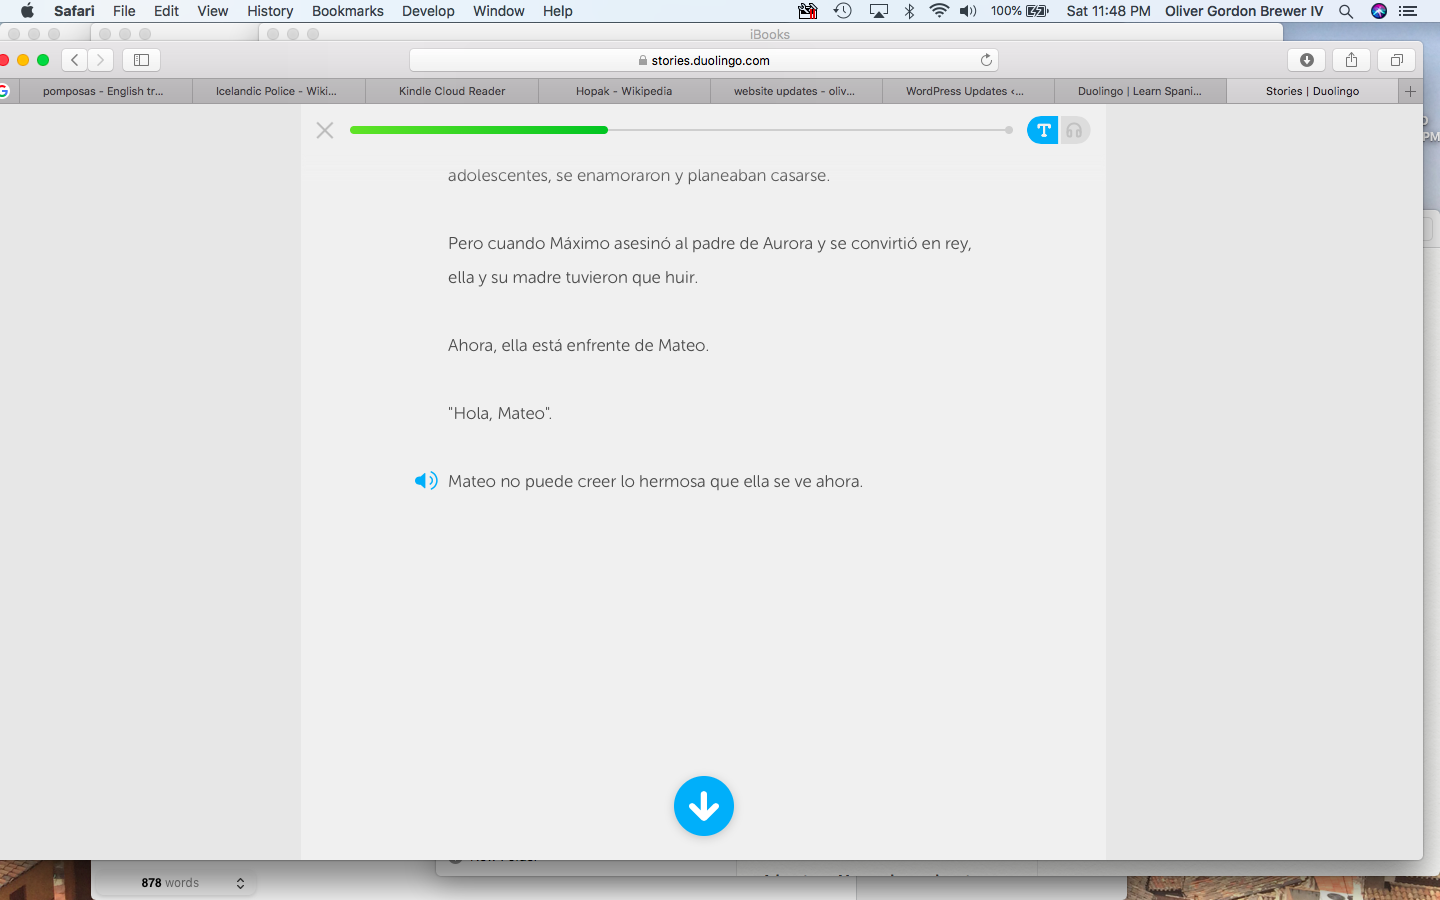 Safari File Edit View History Bookmarks Develop Window Help 100% Sat 11:48 PM Oliver Gordon Brewer IV
iBooks
stories.duolingo.com
pomposas - English tr... Icelandic Police - Wiki... Kindle Cloud Reader Hopak - Wikipedia website updates - oliv... WordPress Updates ‹... Duolingo | Learn Spani... Stories | Duolingo
PM
adolescentes, se enamoraron y planeaban casarse.
Pero cuando Máximo asesinó al padre de Aurora y se convirtió en rey,
ella y su madre tuvieron que huir.
Ahora, ella está enfrente de Mateo.
"Hola, Mateo".
Mateo no puede creer lo hermosa que ella se ve ahora.
878 words